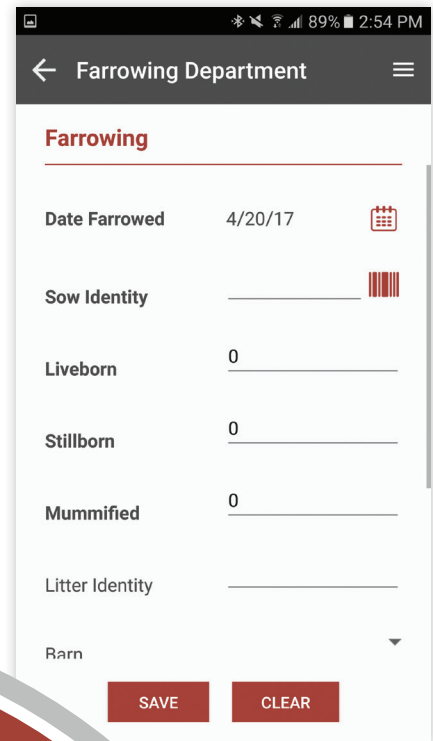 89% 2:54 PM
Farrowing Department
Farrowing
Date Farrowed 4/20/17
Sow Identity
Liveborn 0
Stillborn 0
Mummified 0
Litter Identity
Barn
SAVE CLEAR